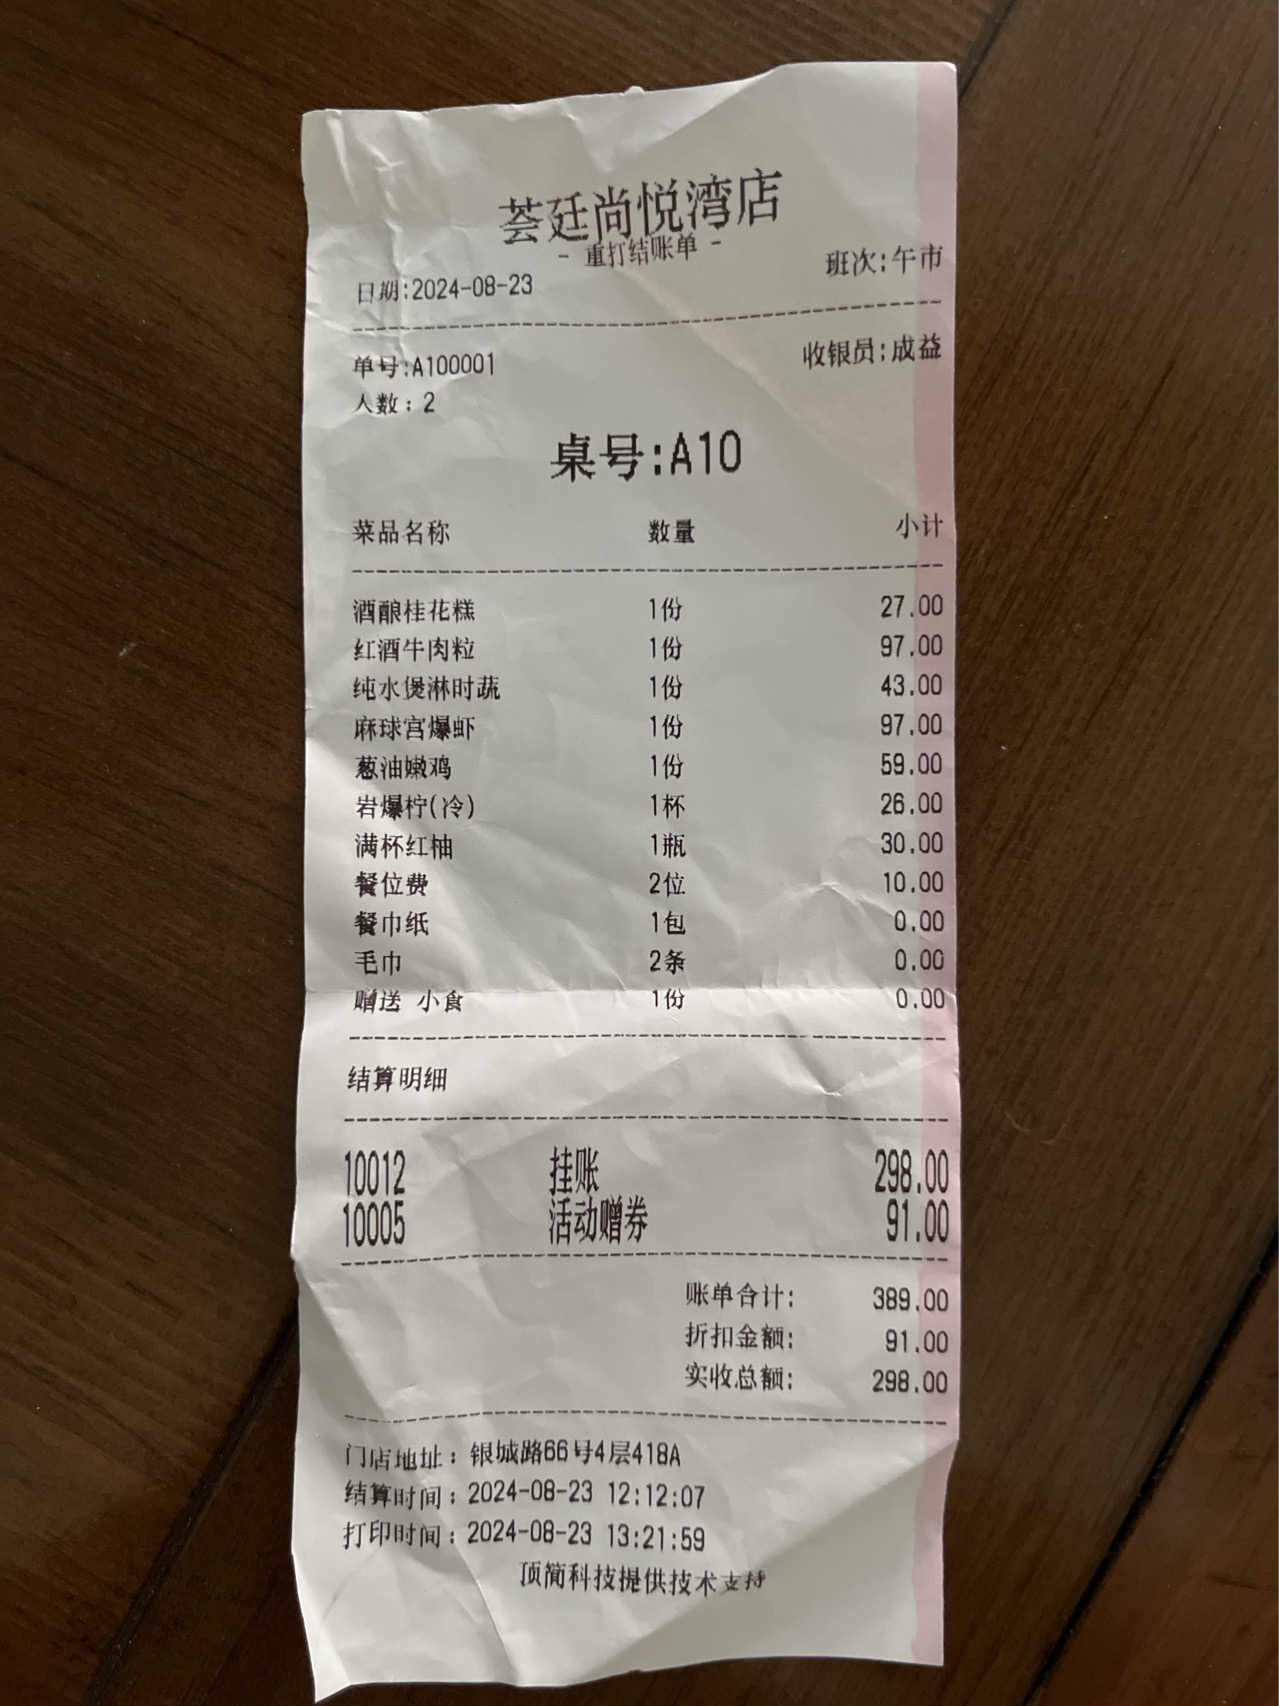 荟廷尚悦湾店
- 重打结账单 -
日期:2024-08-23 班次:午市
单号:A100001 收银员:成益
人数:2
桌号:A10
菜品名称 数量 小计
酒酿桂花糕 1份 27.00
红酒牛肉粒 1份 97.00
纯水煲淋时蔬 1份 43.00
麻球宫爆虾 1份 97.00
葱油嫩鸡 1份 59.00
岩爆柠(冷) 1杯 26.00
满杯红柚 1瓶 30.00
餐位费 2位 10.00
餐巾纸 1包 0.00
毛巾 2条 0.00
赠送 小食 1份 0.00
结算明细
10012 挂账 298.00
10005 活动赠券 91.00
账单合计: 389.00
折扣金额: 91.00
实收总额: 298.00
门店地址:银城路66号4层418A
结算时间:2024-08-23 12:12:07
打印时间:2024-08-23 13:21:59
顶简科技提供技术支持